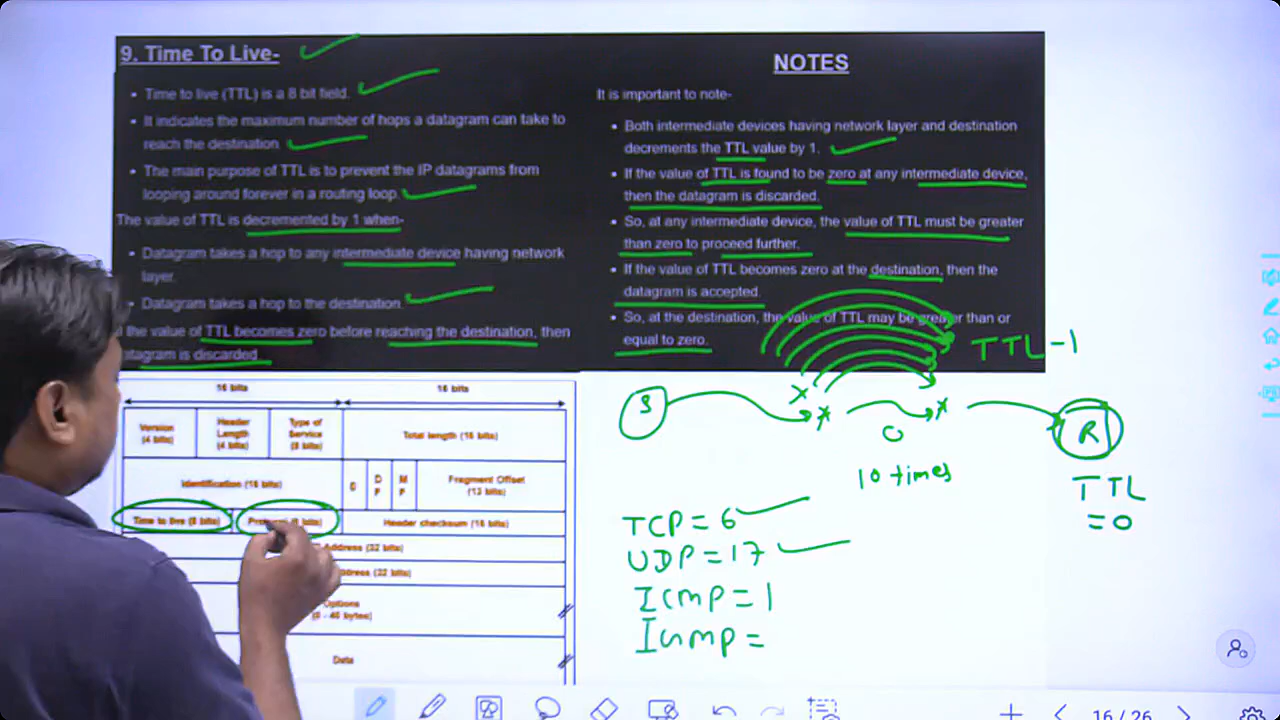 9. Time To Live-
• Time to live (TTL) is a 8 bit field.
• It indicates the maximum number of hops a datagram can take to
reach the destination.
• The main purpose of TTL is to prevent the IP datagrams from
looping around forever in a routing loop.
The value of TTL is decremented by 1 when-
• Datagram takes a hop to any intermediate device having network
layer.
• Datagram takes a hop to the destination.
the value of TTL becomes zero before reaching the destination, then
datagram is discarded.
NOTES
It is important to note-
• Both intermediate devices having network layer and destination
decrements the TTL value by 1.
• If the value of TTL is found to be zero at any intermediate device,
then the datagram is discarded.
• So, at any intermediate device, the value of TTL must be greater
than zero to proceed further.
• If the value of TTL becomes zero at the destination, then the
datagram is accepted.
• So, at the destination, the value of TTL may be greater than or
equal to zero.
TTL-1
S
0
R
10 times
TTL
=0
TCP = 6
UDP = 17
ICMP = 1
IGMP =
16 bits 16 bits
Version
(4 bits)
Header
Length
(4 bits)
Type of
Service
(8 bits)
Total length (16 bits)
Identification (16 bits)
0
D
F
M
F
Fragment Offset
(13 bits)
Time to live (8 bits)
bits)
Header checksum (16 bits)
Address (32 bits)
Address (32 bits)
Options
(0 - 40 bytes)
Data
16 / 26